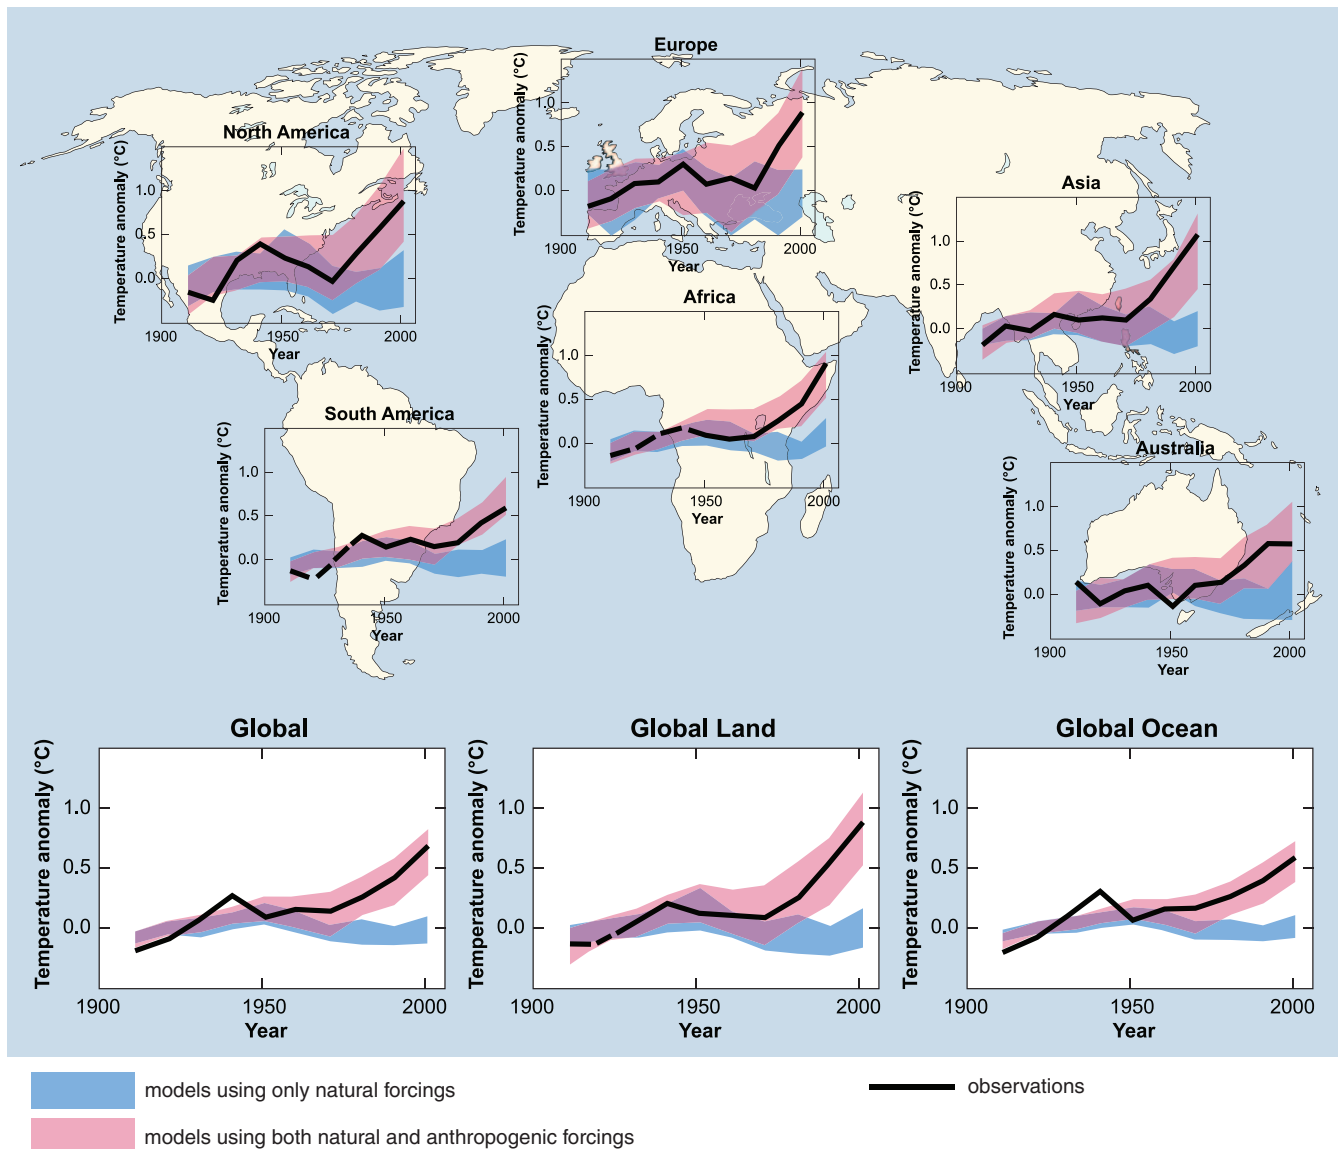 Europe
Temperature anomaly (°C)
1.0
0.5
0.0
1900
1950
2000
Year
North America
Temperature anomaly (°C)
1.0
0.5
0.0
1900
1950
2000
Year
Asia
Temperature anomaly (°C)
1.0
0.5
0.0
1900
1950
2000
Year
Africa
Temperature anomaly (°C)
1.0
0.5
0.0
1900
1950
2000
Year
South America
Temperature anomaly (°C)
1.0
0.5
0.0
1900
1950
2000
Year
Australia
Temperature anomaly (°C)
1.0
0.5
0.0
1900
1950
2000
Year
Global
Temperature anomaly (°C)
1.0
0.5
0.0
1900
1950
2000
Year
Global Land
Temperature anomaly (°C)
1.0
0.5
0.0
1900
1950
2000
Year
Global Ocean
Temperature anomaly (°C)
1.0
0.5
0.0
1900
1950
2000
Year
models using only natural forcings
observations
models using both natural and anthropogenic forcings